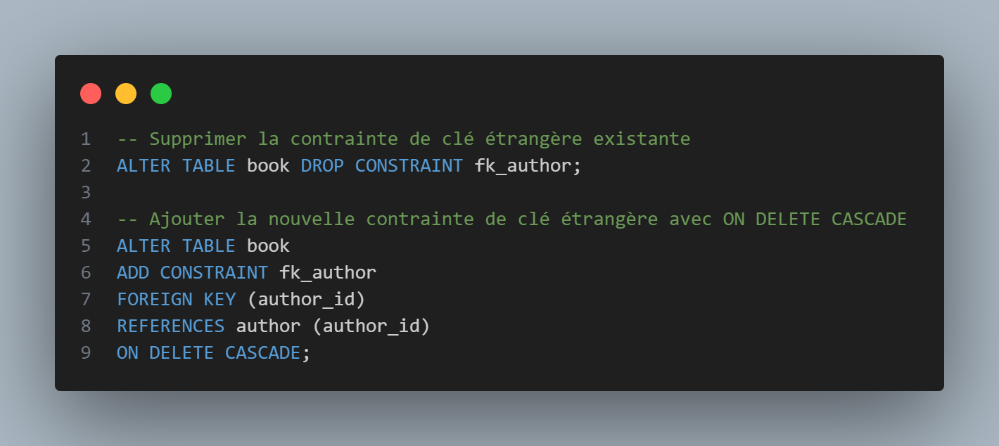 1 -- Supprimer la contrainte de clé étrangère existante
2 ALTER TABLE book DROP CONSTRAINT fk_author;
3
4 -- Ajouter la nouvelle contrainte de clé étrangère avec ON DELETE CASCADE
5 ALTER TABLE book
6 ADD CONSTRAINT fk_author
7 FOREIGN KEY (author_id)
8 REFERENCES author (author_id)
9 ON DELETE CASCADE;